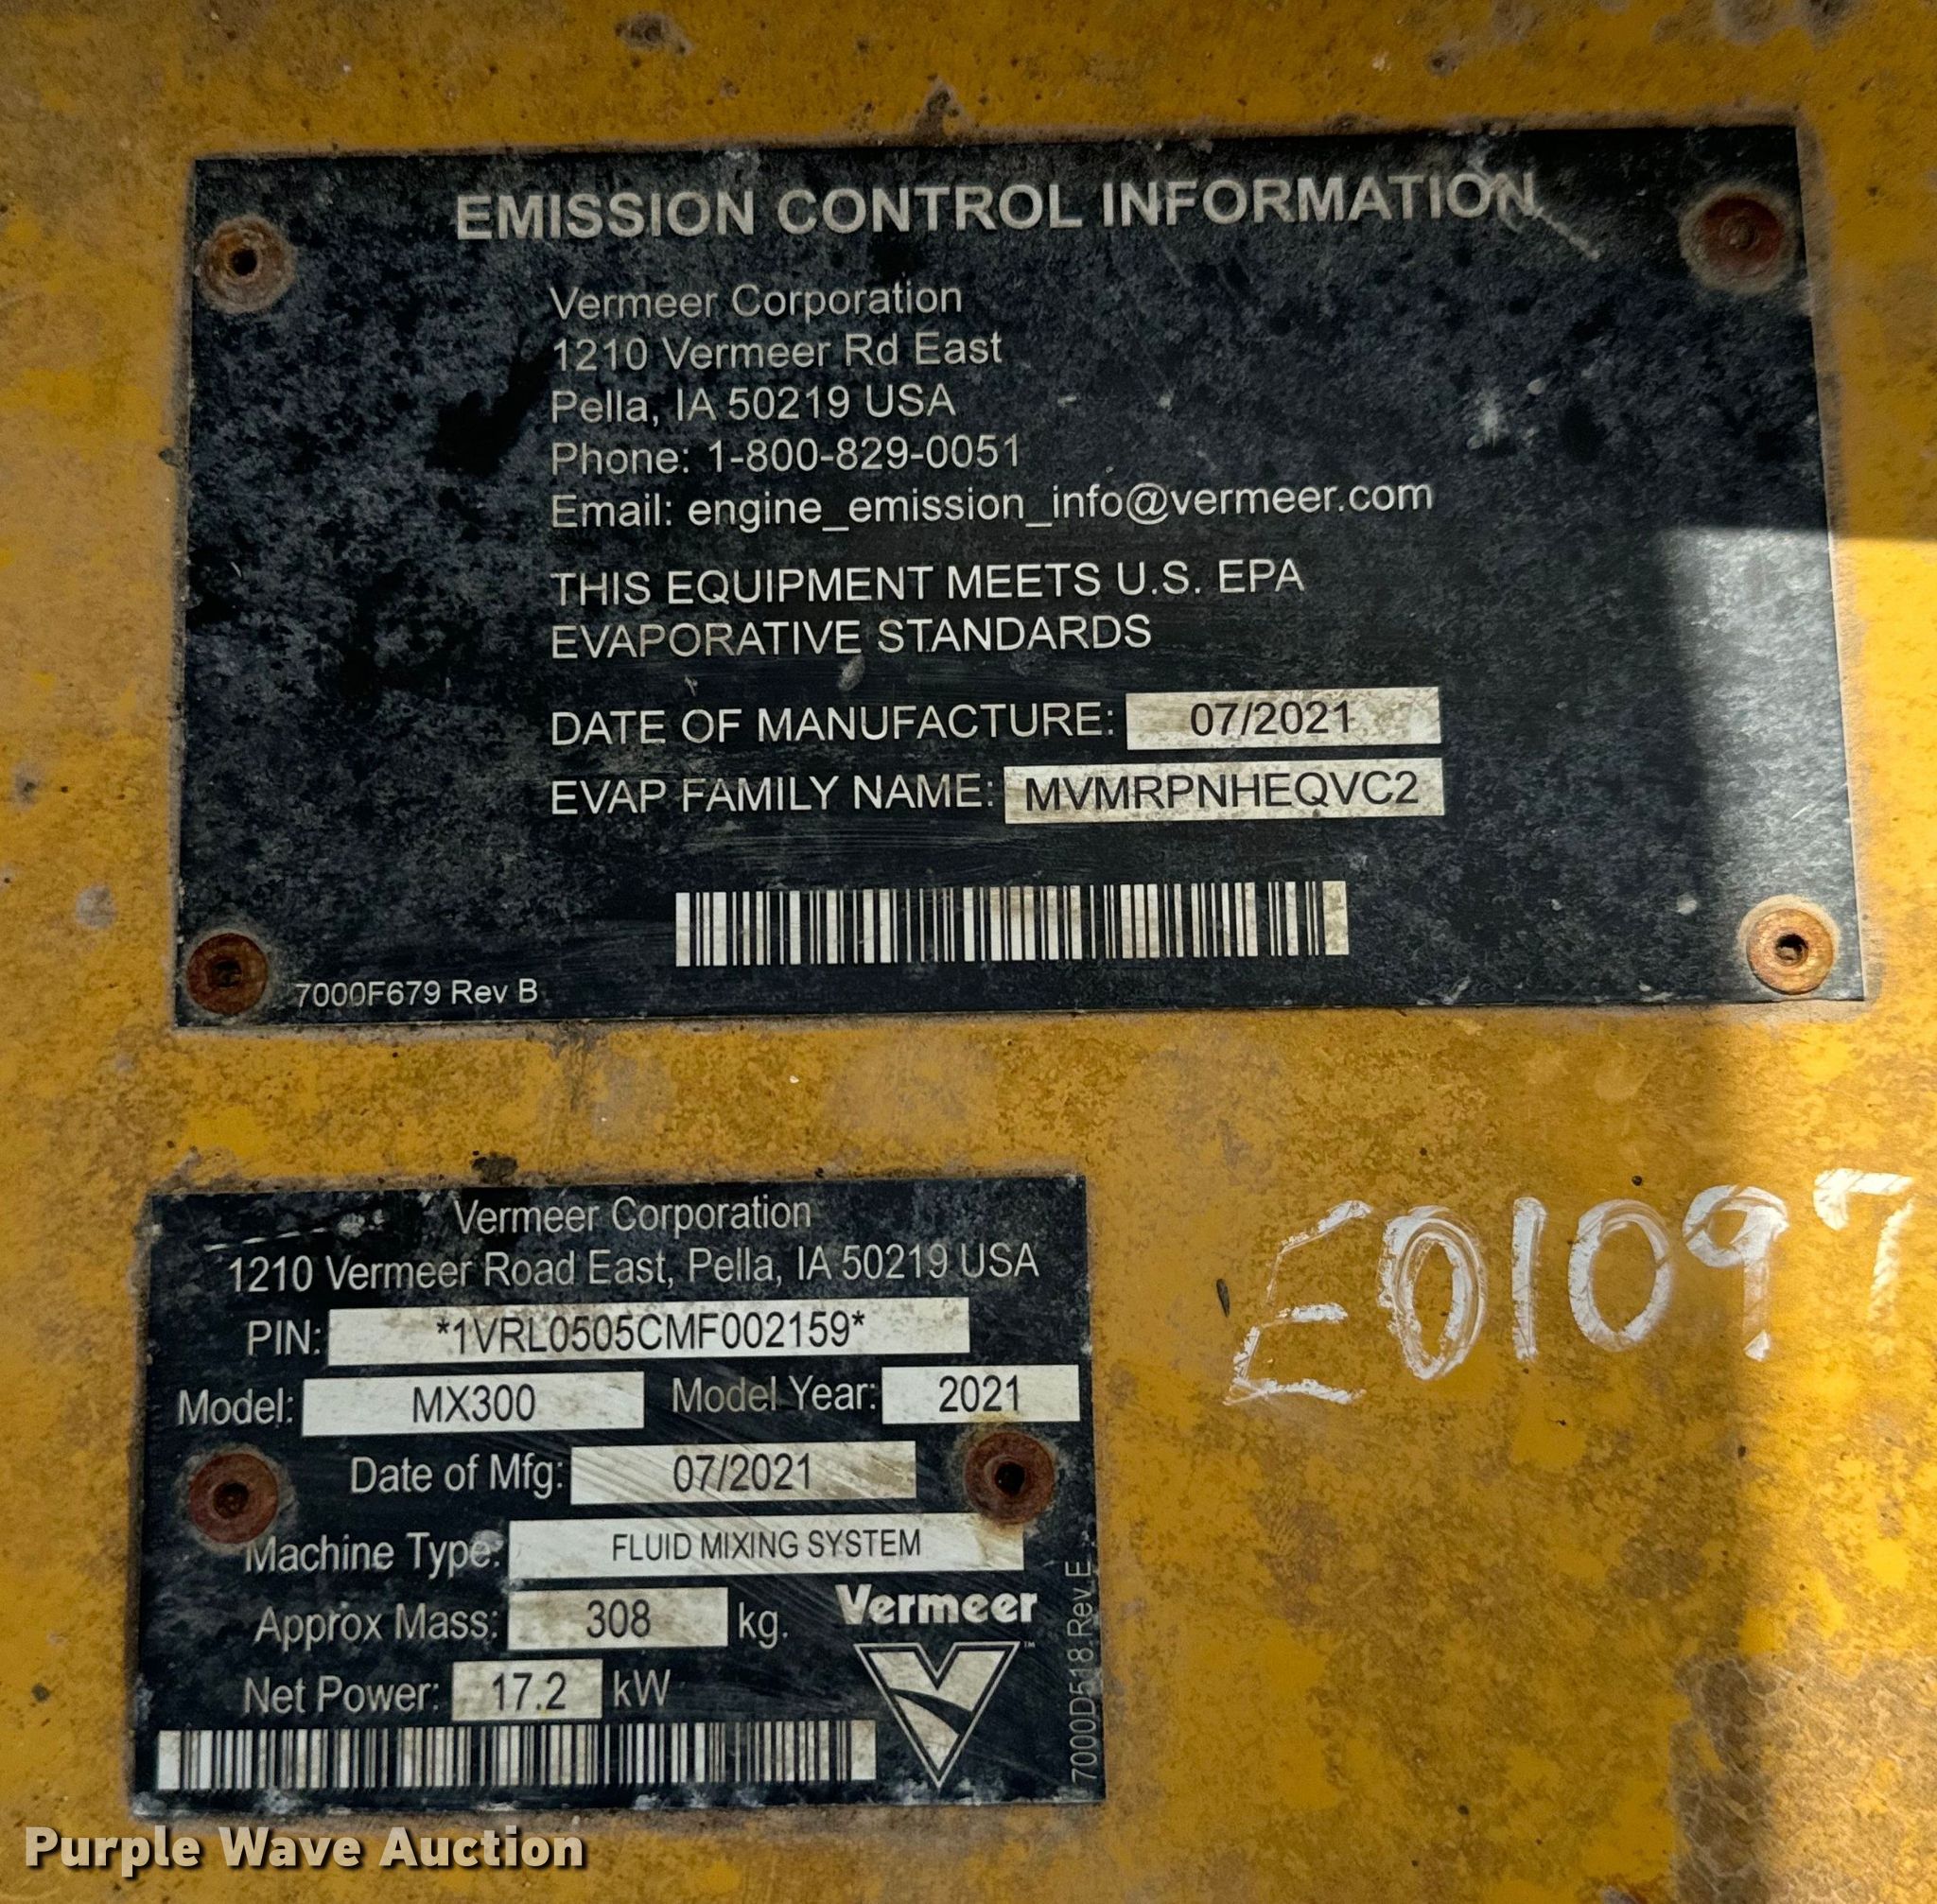 EMISSION CONTROL INFORMATION
Vermeer Corporation
1210 Vermeer Rd East
Pella, IA 50219 USA
Phone: 1-800-829-0051
Email: engine_emission_info@vermeer.com
THIS EQUIPMENT MEETS U.S. EPA
EVAPORATIVE STANDARDS
DATE OF MANUFACTURE: 07/2021
EVAP FAMILY NAME: MVMRPNHEQVC2
7000F679 Rev B
Vermeer Corporation
1210 Vermeer Road East, Pella, IA 50219 USA
PIN: *1VRL0505CMF002159*
Model: MX300 Model Year: 2021
Date of Mfg: 07/2021
Machine Type: FLUID MIXING SYSTEM
Approx Mass: 308 kg.
Net Power: 17.2 kW
Vermeer
TM
7000D518 Rev E
E01097
Purple Wave Auction